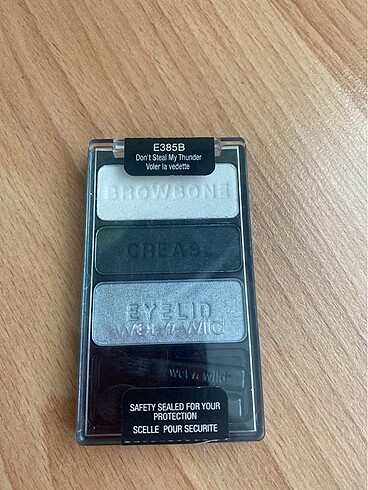 E385B
Don't Steal My Thunder
Voler la vedette
BROWBONE
CREASE
EYELID
wet n wild
wet n wild
SAFETY SEALED FOR YOUR
PROTECTION
SCELLE POUR SECURITE